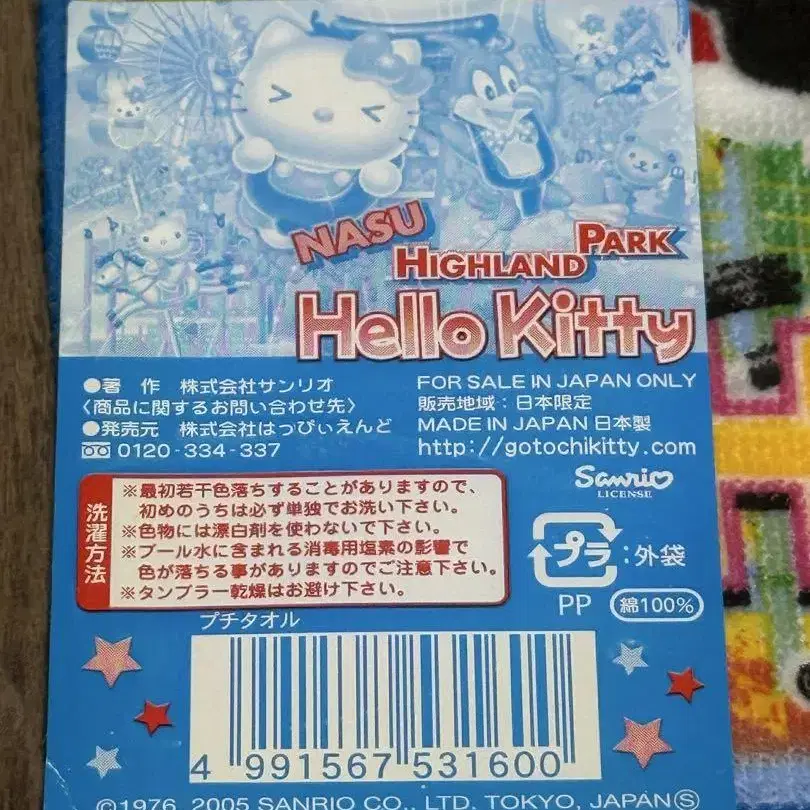 NASU
HIGHLAND PARK
Hello Kitty
●著 作 株式会社サンリオ
〈商品に関するお問い合わせ先〉
●発売元 株式会社はっぴぃえんど
0120-334-337
FOR SALE IN JAPAN ONLY
販売地域：日本限定
MADE IN JAPAN 日本製
http://gotochikitty.com
Sanrio
LICENSE
洗濯方法
※最初若干色落ちすることがありますので、
初めのうちは必ず単独でお洗い下さい。
※色物には漂白剤を使わないで下さい。
※プール水に含まれる消毒用塩素の影響で
色が落ちる事がありますのでご注意下さい。
※タンブラー乾燥はお避け下さい。
プラ：外袋
PP 綿100%
プチタオル
4 991567 531600
©1976, 2005 SANRIO CO., LTD. TOKYO, JAPAN Ⓢ